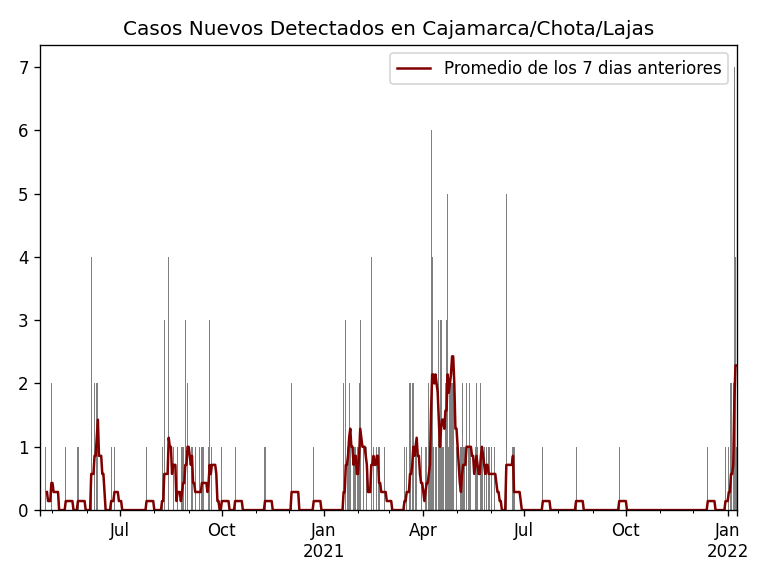 Casos Nuevos Detectados en Cajamarca/Chota/Lajas
Promedio de los 7 dias anteriores
7
6
5
4
3
2
1
0
Jul
Oct
Jan
2021
Apr
Jul
Oct
Jan
2022